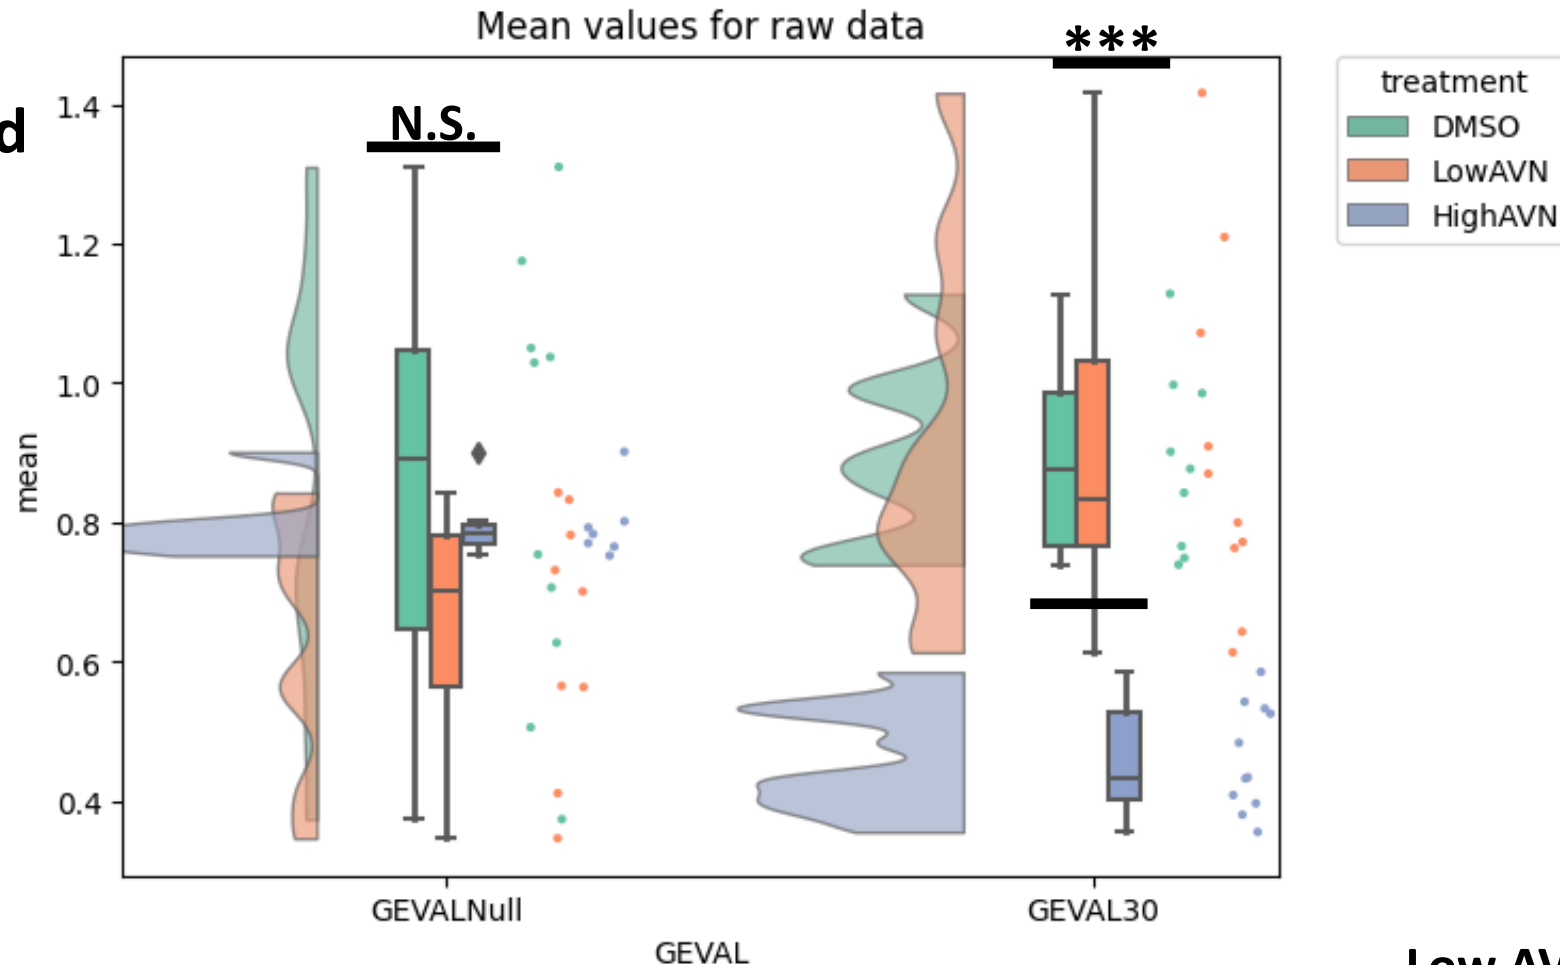 Mean values for raw data
***
d
N.S.
treatment
DMSO
LowAVN
HighAVN
1.4
1.2
1.0
0.8
0.6
0.4
mean
GEVALNull
GEVAL30
GEVAL